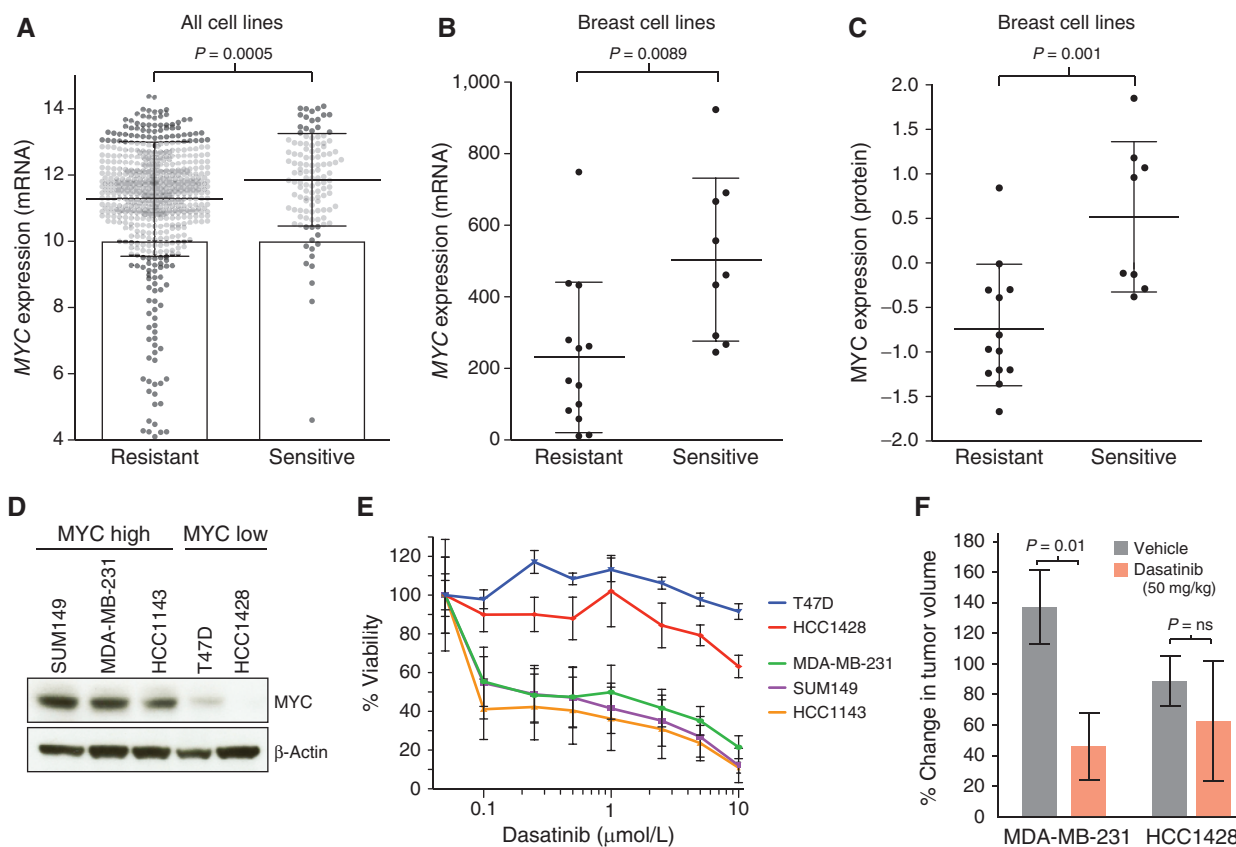 A
All cell lines
P = 0.0005
MYC expression (mRNA)
14
12
10
8
6
4
Resistant
Sensitive
B
Breast cell lines
P = 0.0089
MYC expression (mRNA)
1,000
800
600
400
200
0
Resistant
Sensitive
C
Breast cell lines
P = 0.001
MYC expression (protein)
2.0
1.5
1.0
0.5
0.0
−0.5
−1.0
−1.5
−2.0
Resistant
Sensitive
D
MYC high
MYC low
SUM149
MDA-MB-231
HCC1143
T47D
HCC1428
MYC
β-Actin
E
% Viability
120
100
80
60
40
20
0
0.1
1
10
Dasatinib (μmol/L)
T47D
HCC1428
MDA-MB-231
SUM149
HCC1143
F
% Change in tumor volume
180
160
140
120
100
80
60
40
20
0
P = 0.01
Vehicle
Dasatinib
(50 mg/kg)
P = ns
MDA-MB-231
HCC1428